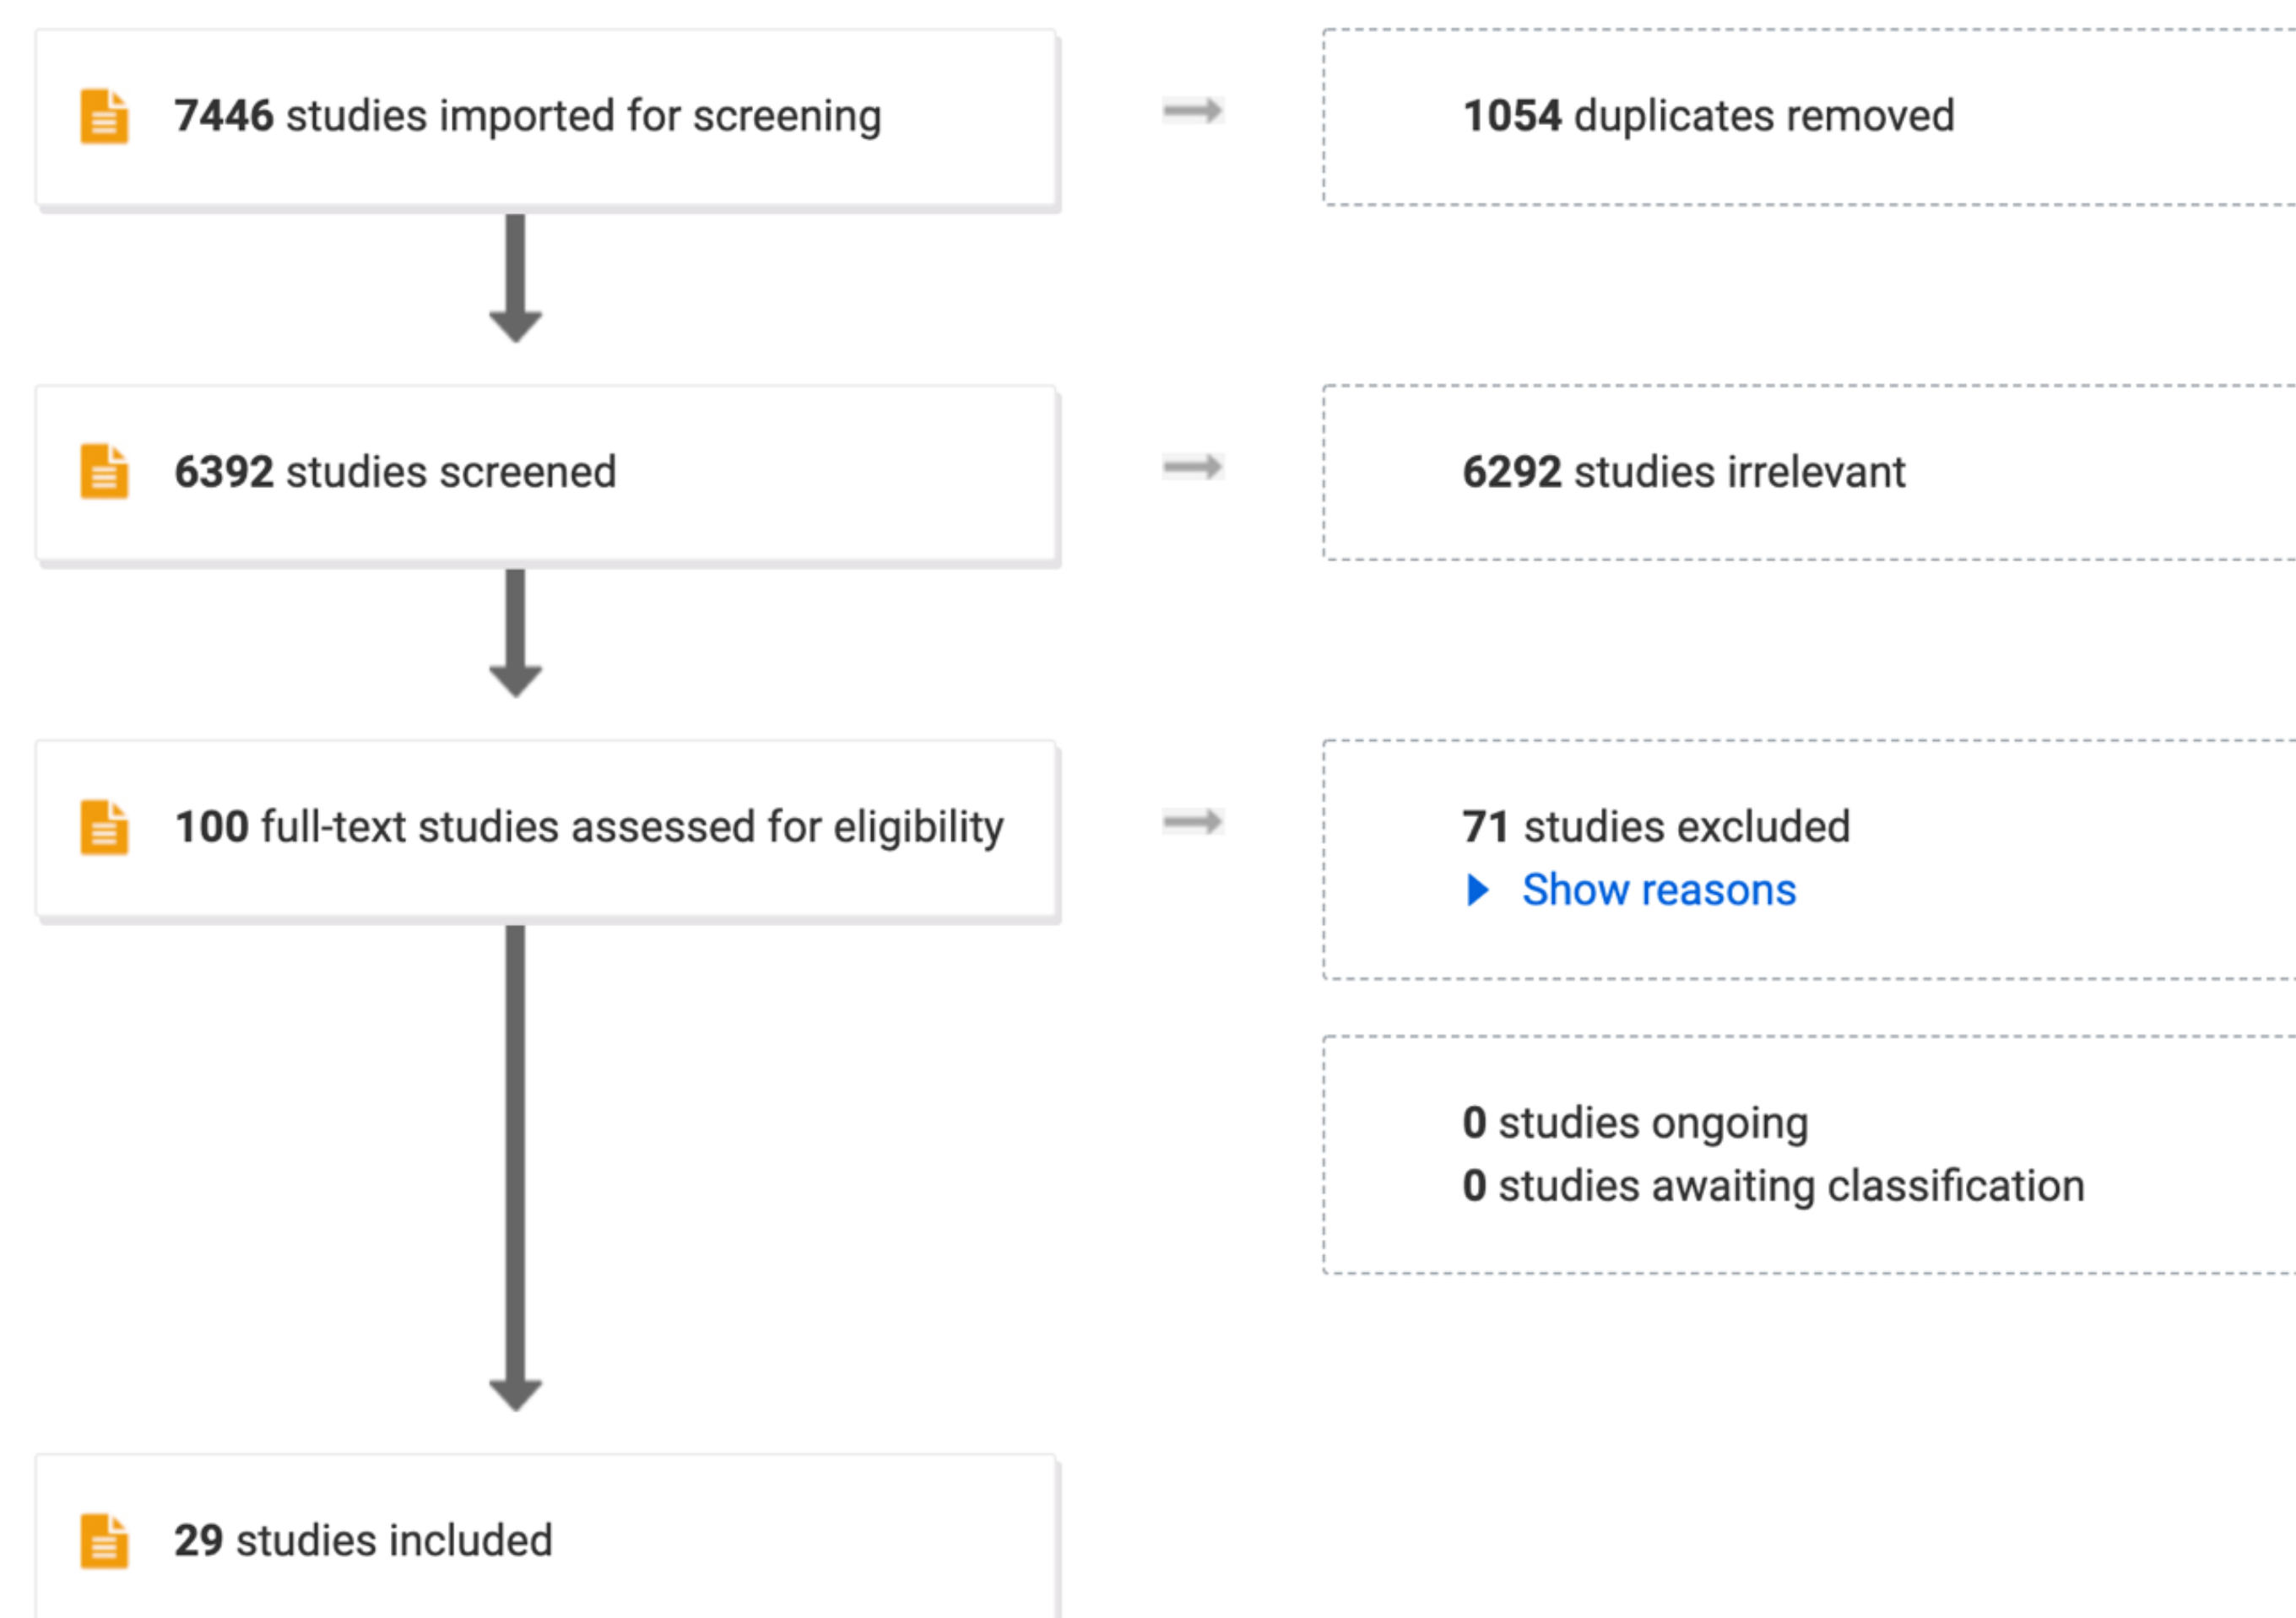 7446 studies imported for screening
1054 duplicates removed
6392 studies screened
6292 studies irrelevant
100 full-text studies assessed for eligibility
71 studies excluded
Show reasons
0 studies ongoing
0 studies awaiting classification
29 studies included